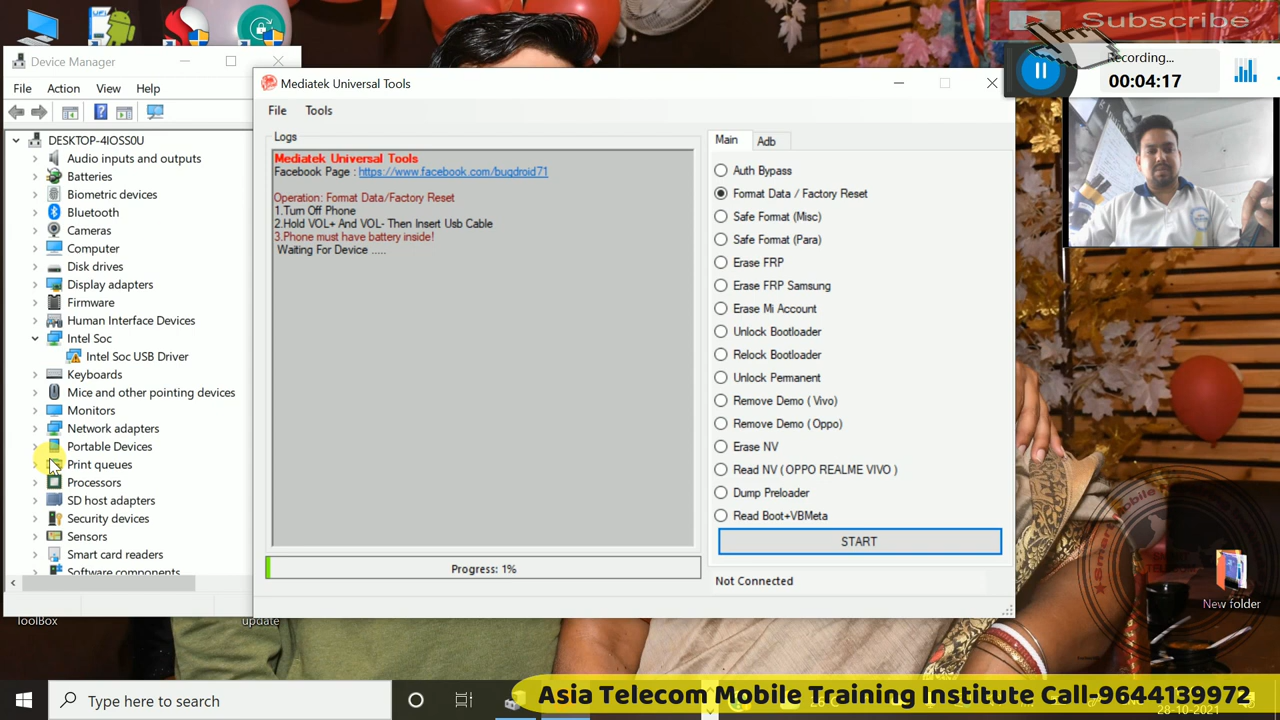 Subscribe
Recording...
00:04:17
Device Manager
File Action View Help
DESKTOP-4IOSS0U
Audio inputs and outputs
Batteries
Biometric devices
Bluetooth
Cameras
Computer
Disk drives
Display adapters
Firmware
Human Interface Devices
Intel Soc
Intel Soc USB Driver
Keyboards
Mice and other pointing devices
Monitors
Network adapters
Portable Devices
Print queues
Processors
SD host adapters
Security devices
Sensors
Smart card readers
Software components
Mediatek Universal Tools
File Tools
Logs
Mediatek Universal Tools
Facebook Page : https://www.facebook.com/bugdroid71
Operation: Format Data/Factory Reset
1.Turn Off Phone
2.Hold VOL+ And VOL- Then Insert Usb Cable
3.Phone must have battery inside!
Waiting For Device .....
Progress: 1%
Main Adb
Auth Bypass
Format Data / Factory Reset
Safe Format (Misc)
Safe Format (Para)
Erase FRP
Erase FRP Samsung
Erase Mi Account
Unlock Bootloader
Relock Bootloader
Unlock Permanent
Remove Demo ( Vivo)
Remove Demo ( Oppo)
Erase NV
Read NV ( OPPO REALME VIVO )
Dump Preloader
Read Boot+VBMeta
START
Not Connected
New folder
ToolBox
update
Type here to search
Asia Telecom Mobile Training Institute Call-9644139972
28-10-2021